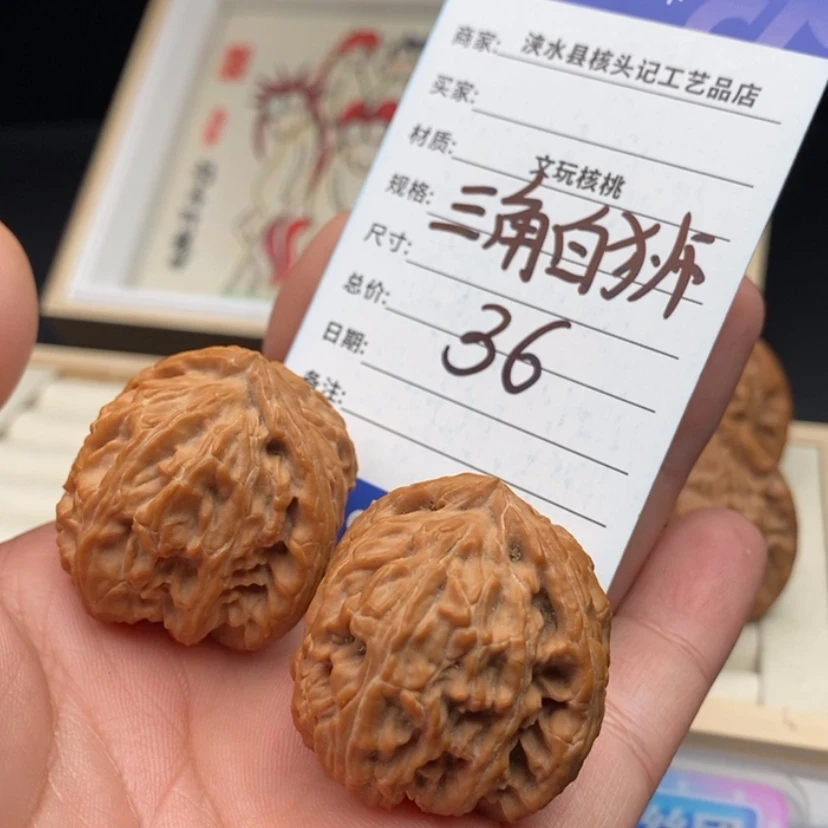 商家: 涞水县核头记工艺品店
买家:
材质: 文玩核桃
规格: 三角白狮
尺寸:
总价: 36
日期:
备注: